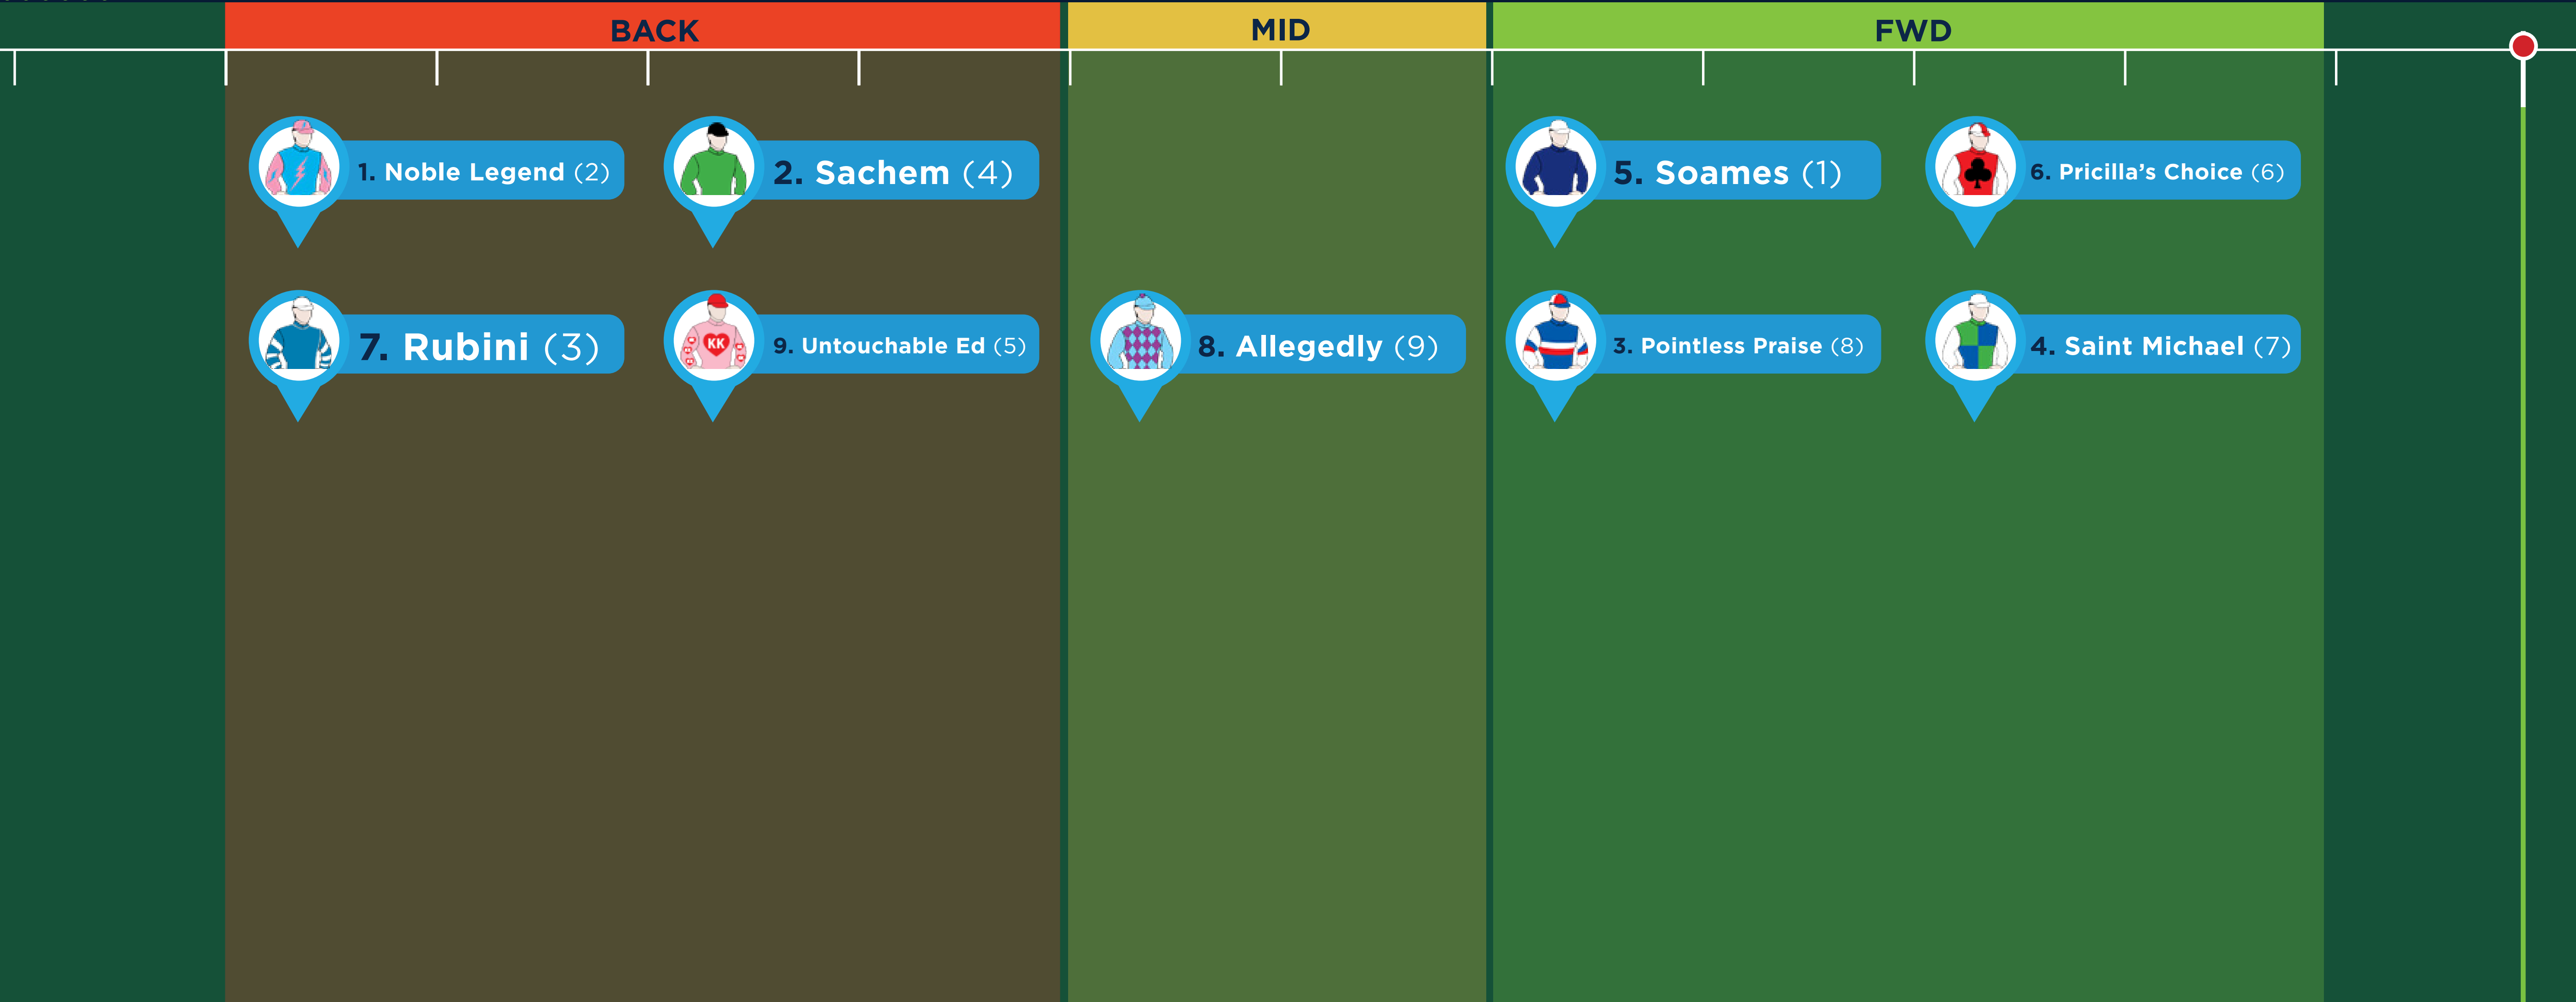 BACK
MID
FWD
1. Noble Legend (2)
2. Sachem (4)
5. Soames (1)
6. Pricilla's Choice (6)
7. Rubini (3)
9. Untouchable Ed (5)
8. Allegedly (9)
3. Pointless Praise (8)
4. Saint Michael (7)
KK